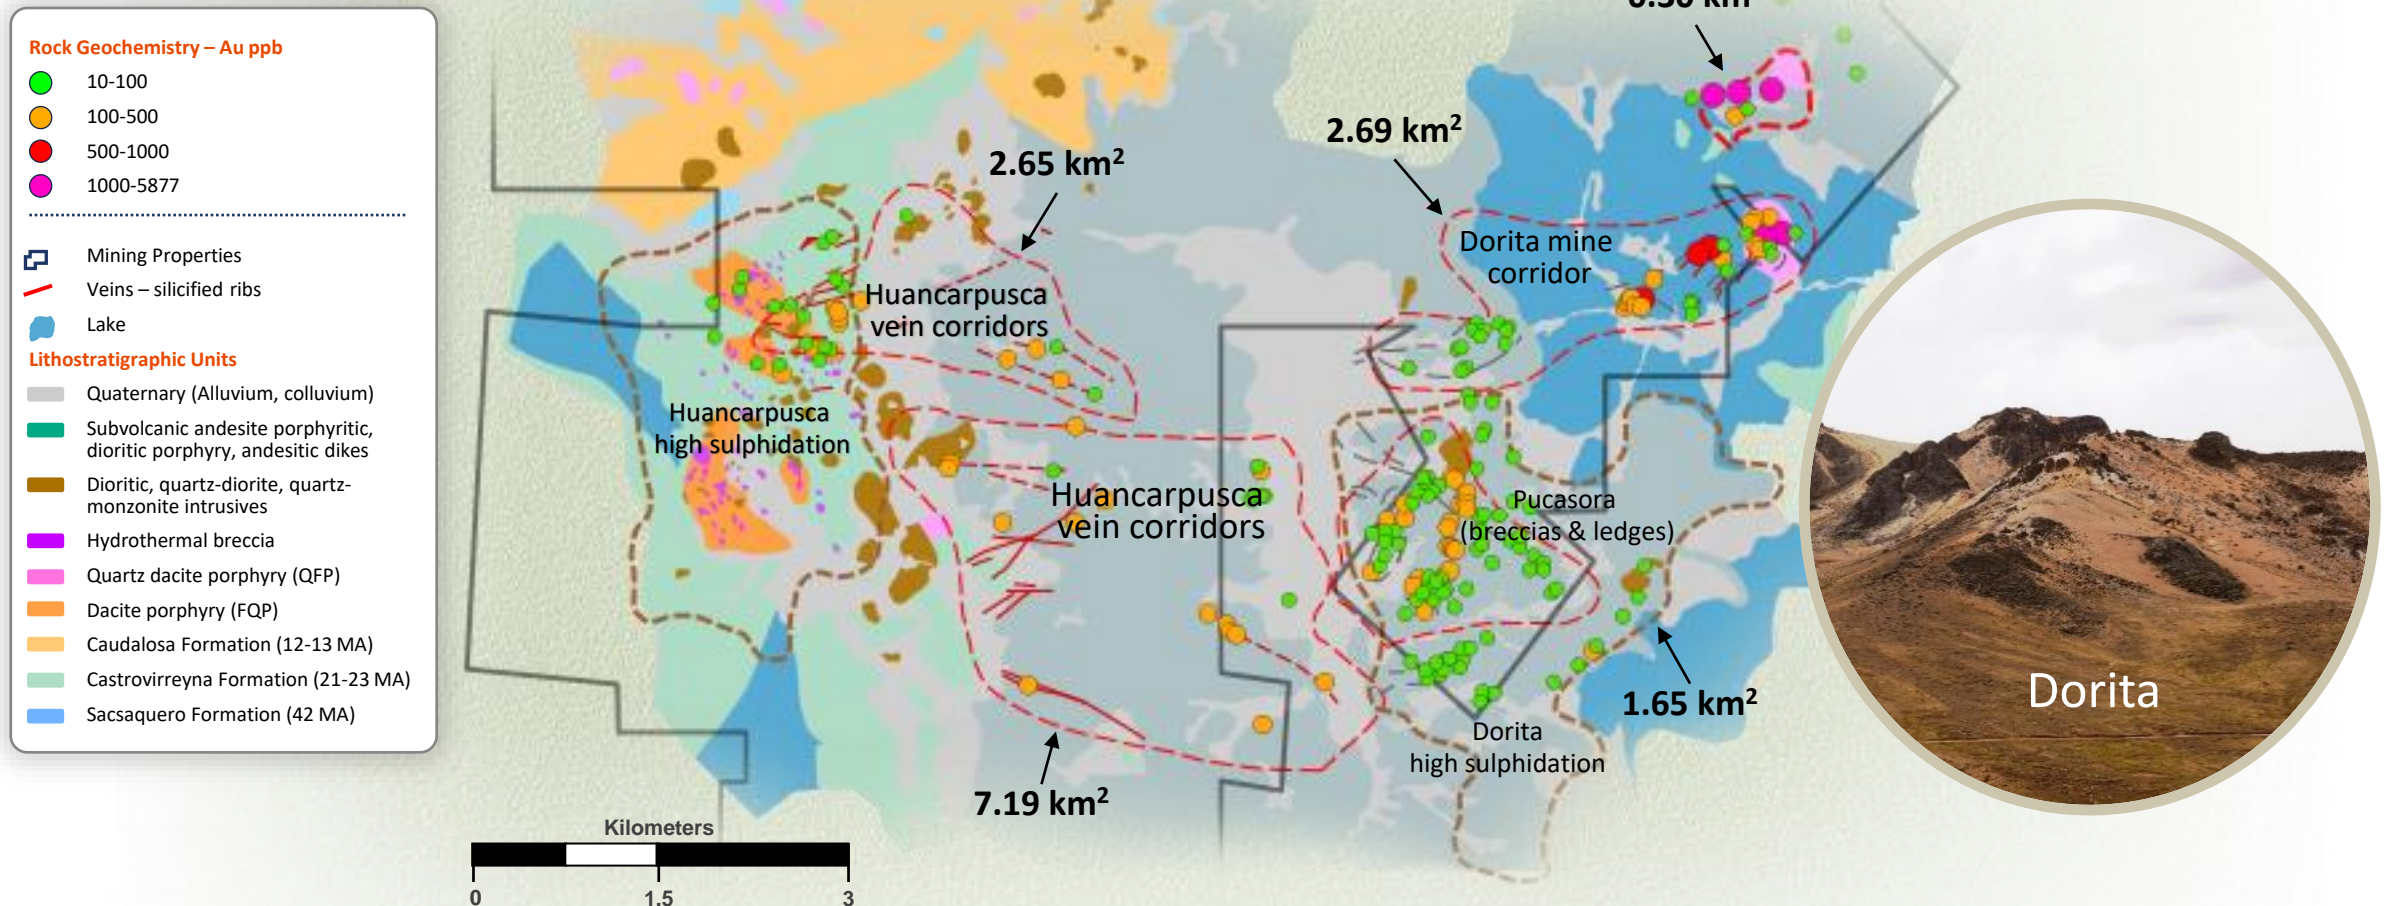 Rock Geochemistry – Au ppb
10-100
100-500
500-1000
1000-5877
Mining Properties
Veins – silicified ribs
Lake
Lithostratigraphic Units
Quaternary (Alluvium, colluvium)
Subvolcanic andesite porphyritic,
dioritic porphyry, andesitic dikes
Dioritic, quartz-diorite, quartz-
monzonite intrusives
Hydrothermal breccia
Quartz dacite porphyry (QFP)
Dacite porphyry (FQP)
Caudalosa Formation (12-13 MA)
Castrovirreyna Formation (21-23 MA)
Sacsaquero Formation (42 MA)
2.69 km²
2.65 km²
Dorita mine
corridor
Huancarpusca
vein corridors
Huancarpusca
high sulphidation
Huancarpusca
vein corridors
Pucasora
(breccias & ledges)
1.65 km²
Dorita
Dorita
high sulphidation
7.19 km²
Kilometers
0 1.5 3